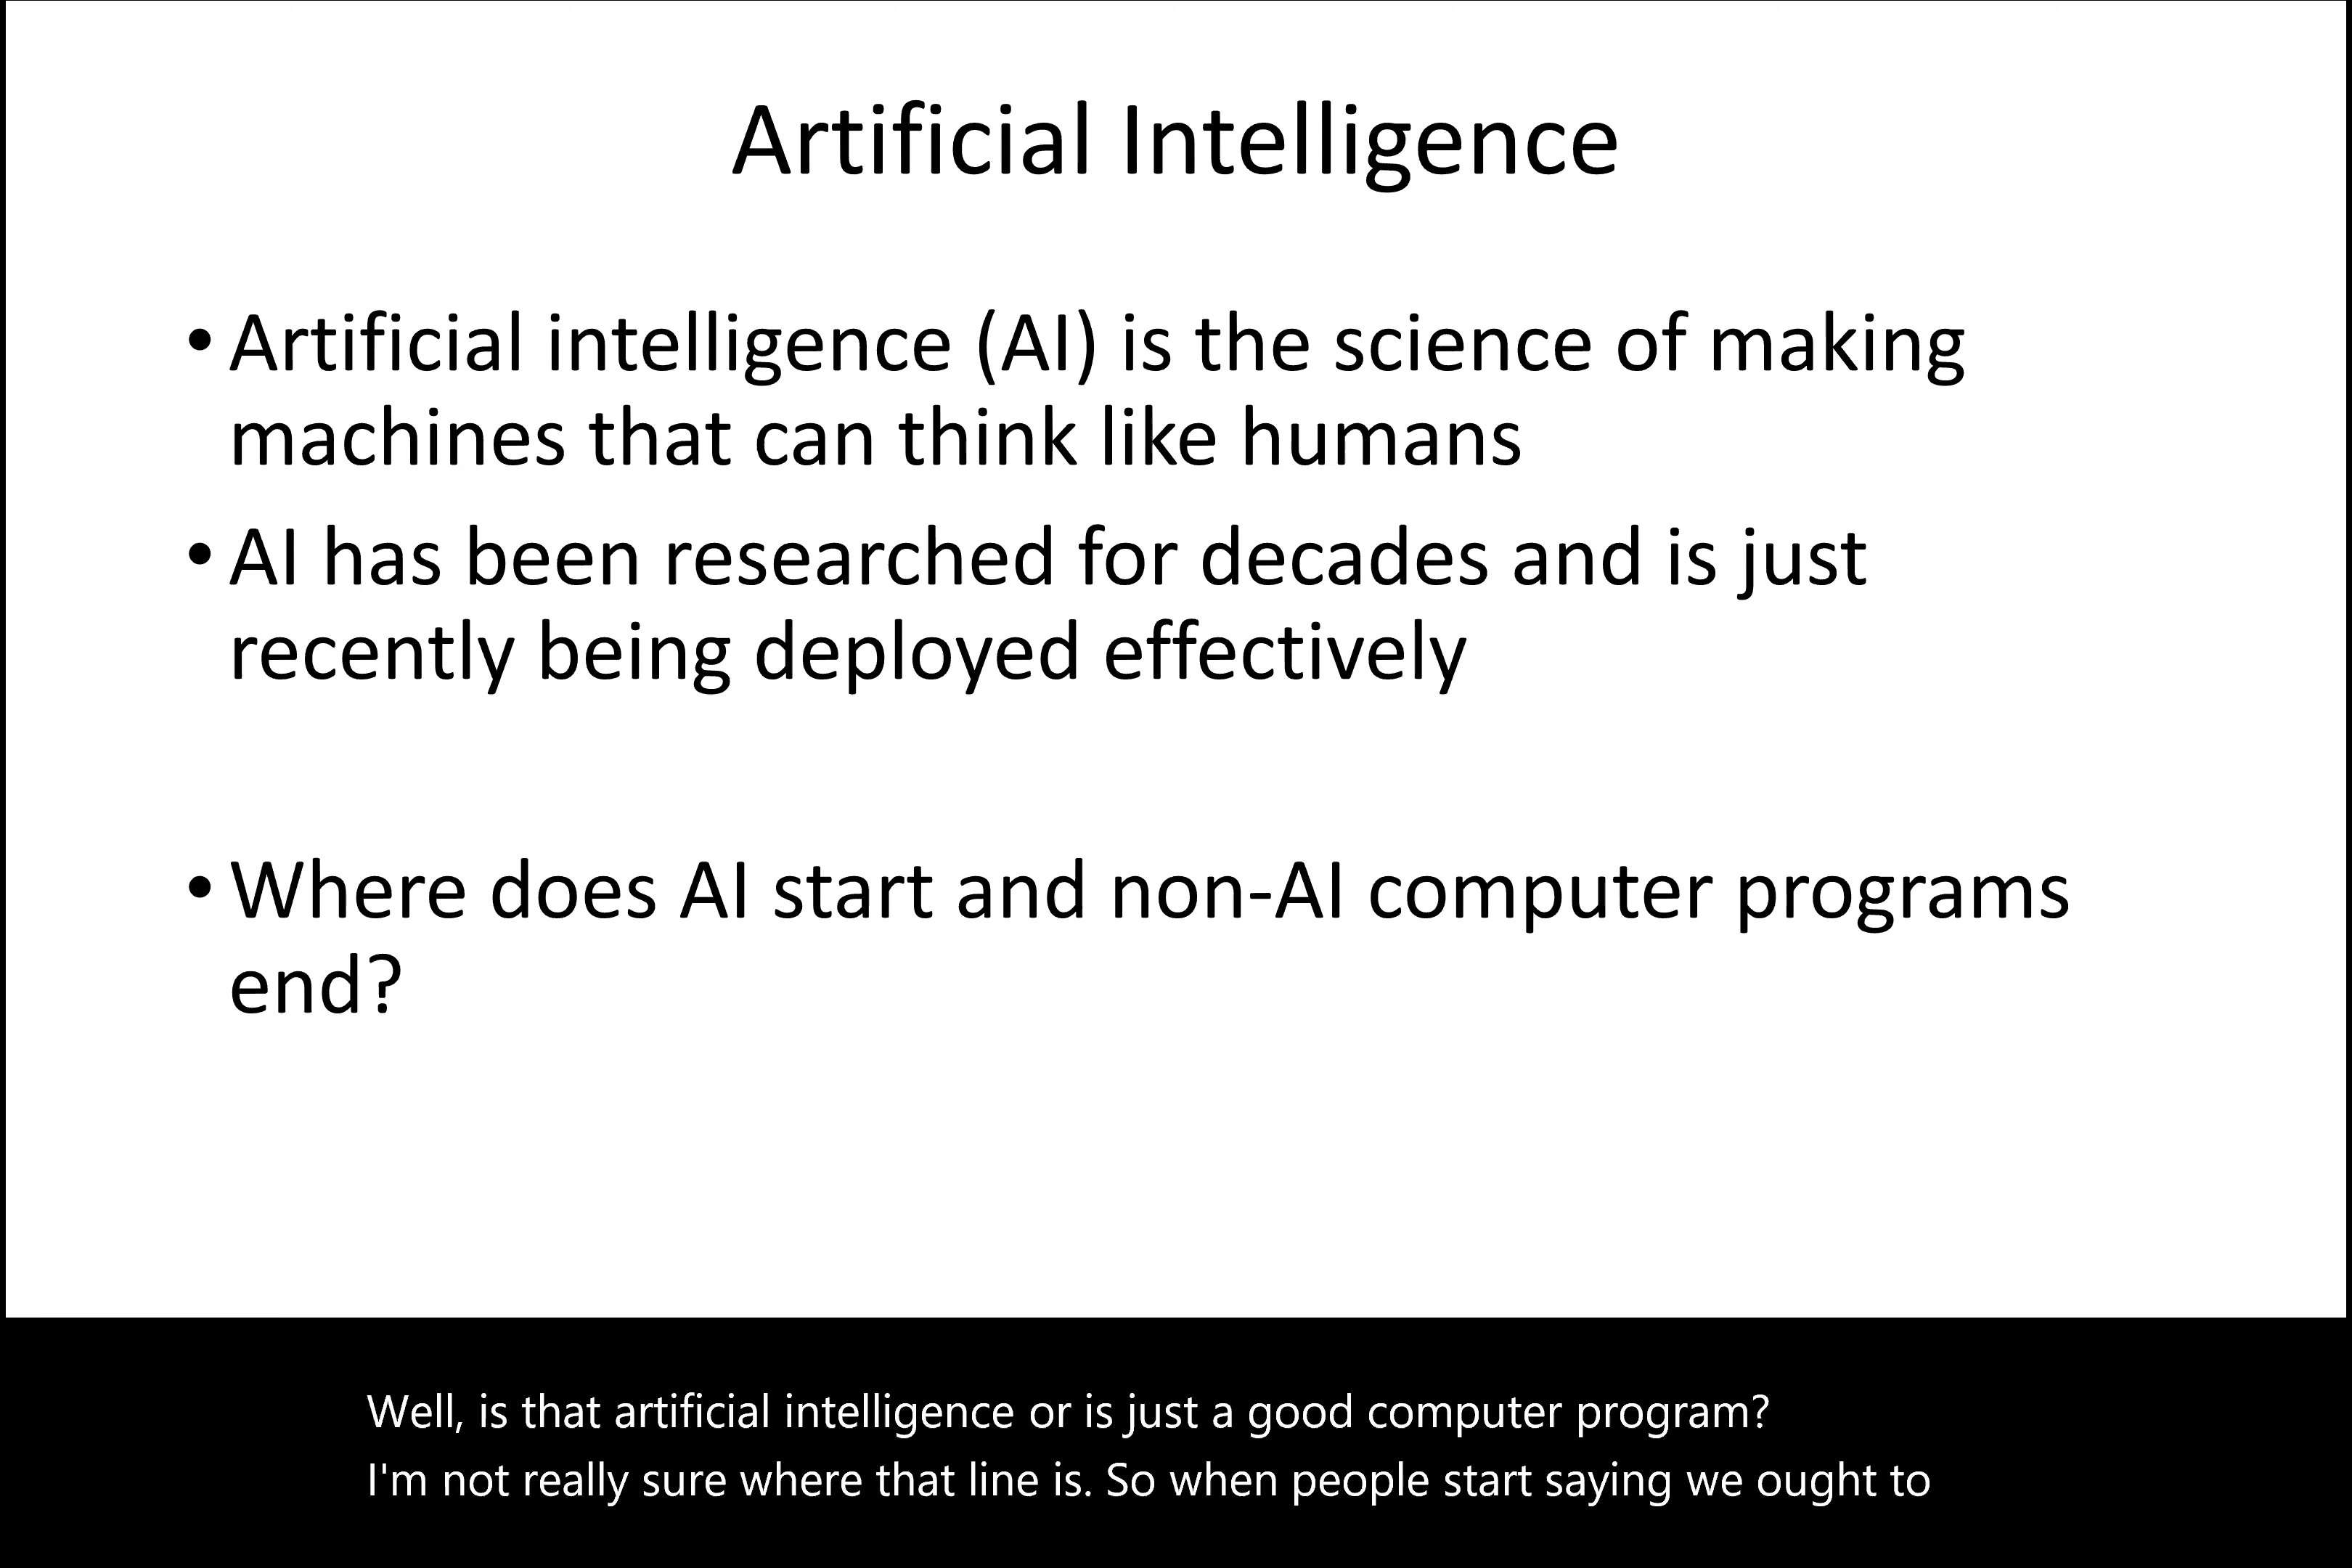 Artificial Intelligence
• Artificial intelligence (AI) is the science of making
machines that can think like humans
• AI has been researched for decades and is just
recently being deployed effectively
• Where does AI start and non-AI computer programs
end?
Well, is that artificial intelligence or is just a good computer program?
I'm not really sure where that line is. So when people start saying we ought to